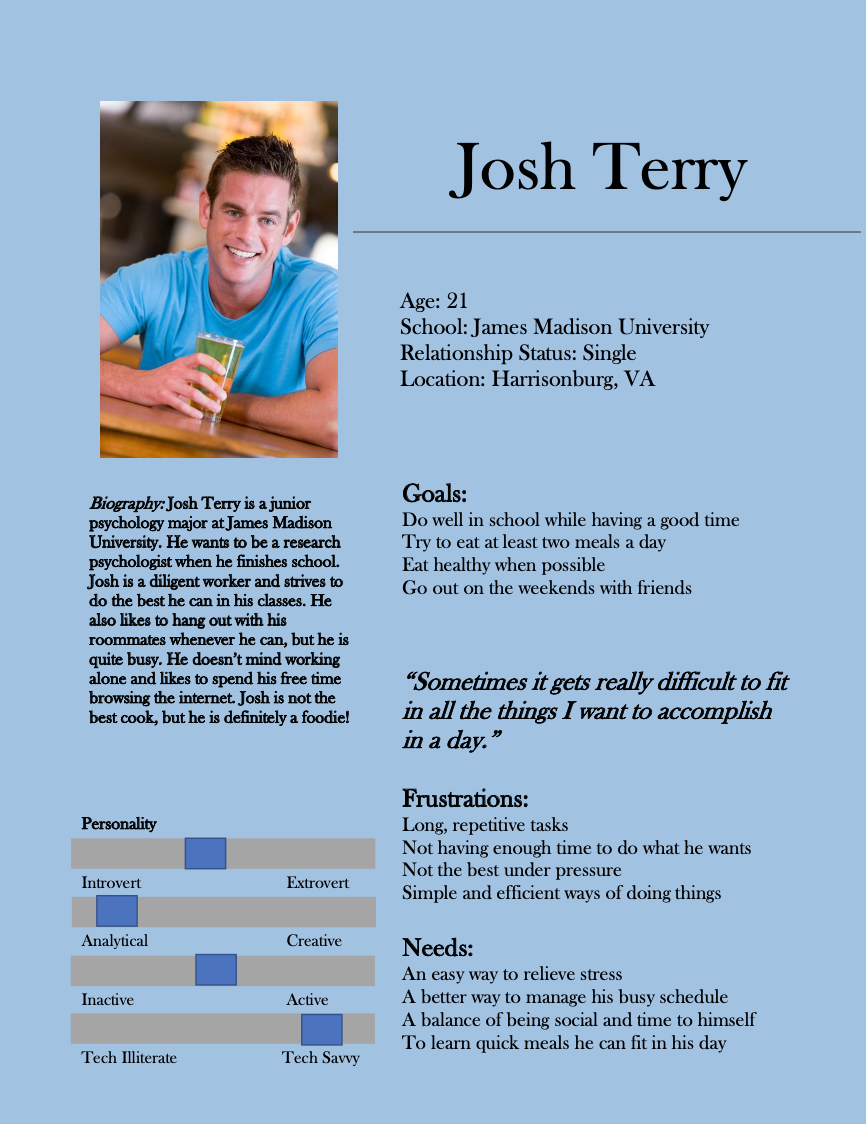 Josh Terry
Age: 21
School: James Madison University
Relationship Status: Single
Location: Harrisonburg, VA
Biography: Josh Terry is a junior
psychology major at James Madison
University. He wants to be a research
psychologist when he finishes school.
Josh is a diligent worker and strives to
do the best he can in his classes. He
also likes to hang out with his
roommates whenever he can, but he is
quite busy. He doesn’t mind working
alone and likes to spend his free time
browsing the internet. Josh is not the
best cook, but he is definitely a foodie!
Goals:
Do well in school while having a good time
Try to eat at least two meals a day
Eat healthy when possible
Go out on the weekends with friends
“Sometimes it gets really difficult to fit
in all the things I want to accomplish
in a day.”
Frustrations:
Long, repetitive tasks
Not having enough time to do what he wants
Not the best under pressure
Simple and efficient ways of doing things
Needs:
An easy way to relieve stress
A better way to manage his busy schedule
A balance of being social and time to himself
To learn quick meals he can fit in his day
Personality
Introvert Extrovert
Analytical Creative
Inactive Active
Tech Illiterate Tech Savvy